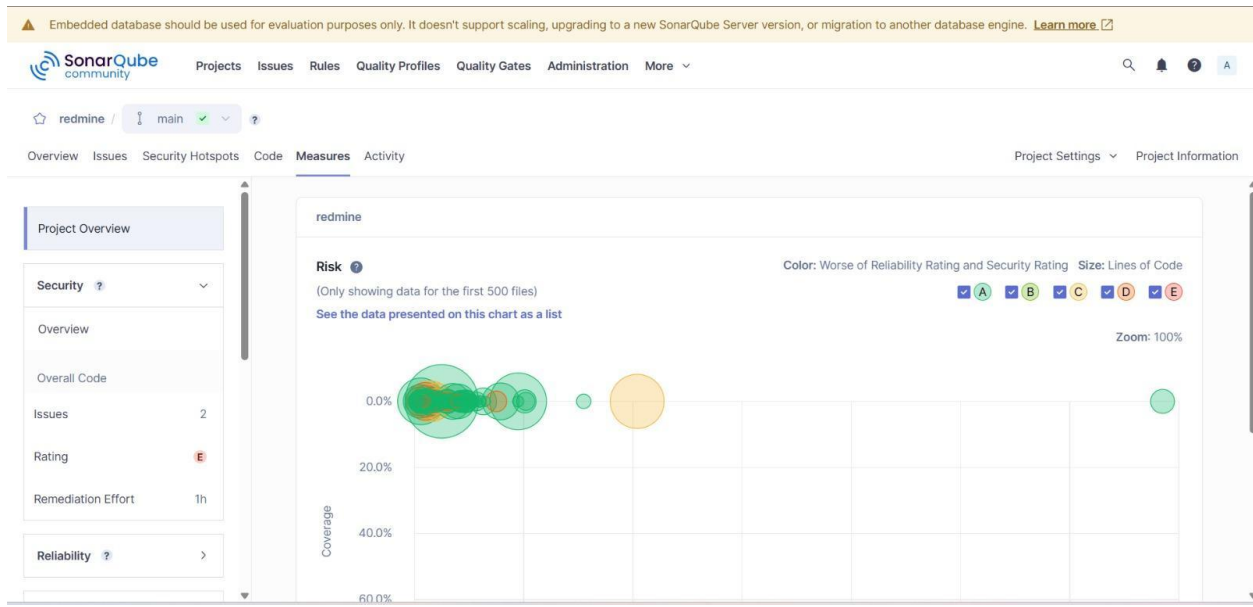 Embedded database should be used for evaluation purposes only. It doesn't support scaling, upgrading to a new SonarQube Server version, or migration to another database engine. Learn more
SonarQube community Projects Issues Rules Quality Profiles Quality Gates Administration More A
redmine / main ?
Overview Issues Security Hotspots Code Measures Activity Project Settings Project Information
Project Overview
Security ?
Overview
Overall Code
Issues 2
Rating E
Remediation Effort 1h
Reliability ?
redmine
Risk ?
Color: Worse of Reliability Rating and Security Rating Size: Lines of Code
(Only showing data for the first 500 files)
A B C D E
See the data presented on this chart as a list
Zoom: 100%
0.0%
20.0%
40.0%
60.0%
Coverage